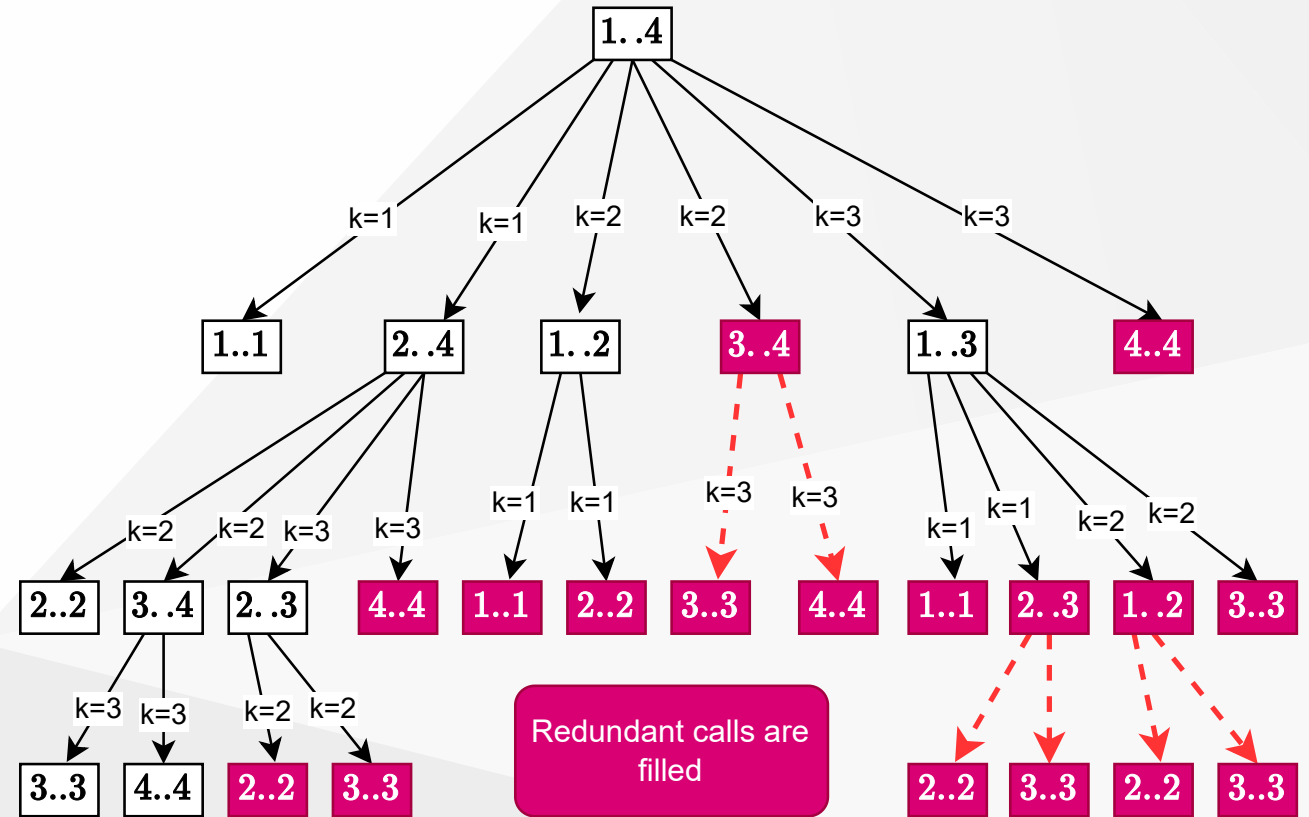 1. .4
k=1
k=1
k=2
k=2
k=3
k=3
1..1
2. .4
1. .2
3. .4
1. .3
4..4
k=2
k=2
k=3
k=3
k=1
k=1
k=3
k=3
k=1
k=1
k=2
k=2
2..2
3. .4
2. .3
4..4
1..1
2..2
3..3
4..4
1..1
2. .3
1. .2
3..3
k=3
k=3
k=2
k=2
Redundant calls are
filled
3..3
4..4
2..2
3..3
2..2
3..3
2..2
3..3